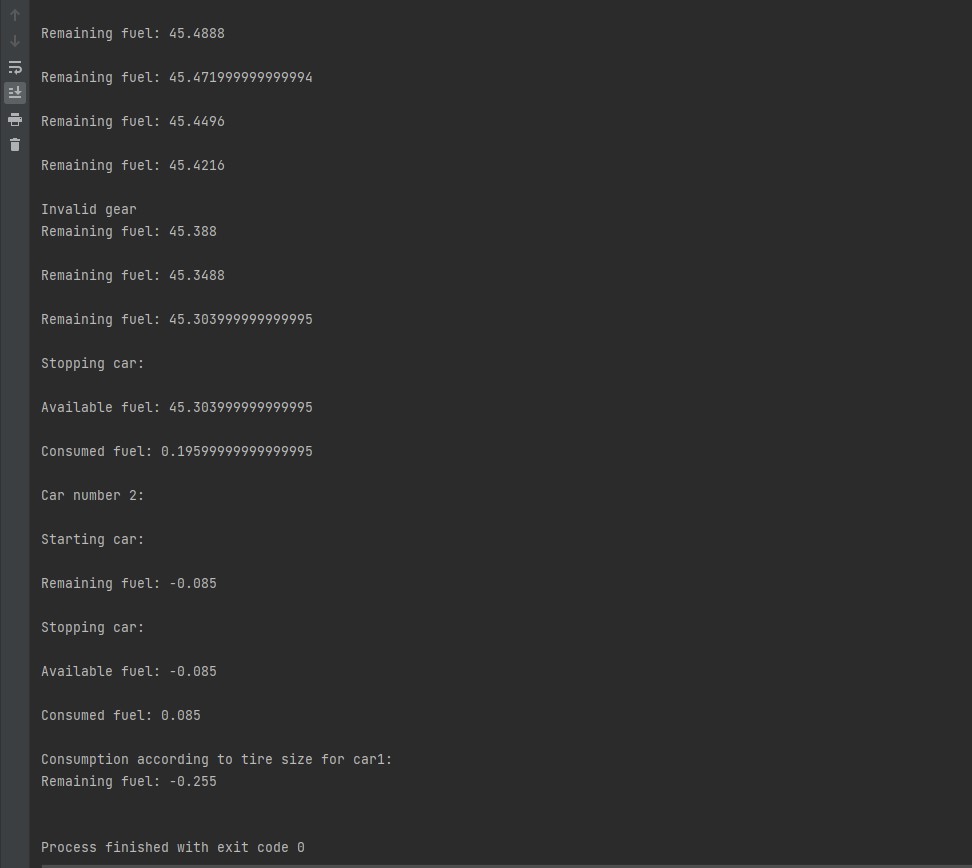 Remaining fuel: 45.4888
Remaining fuel: 45.471999999999994
Remaining fuel: 45.4496
Remaining fuel: 45.4216
Invalid gear
Remaining fuel: 45.388
Remaining fuel: 45.3488
Remaining fuel: 45.303999999999995
Stopping car:
Available fuel: 45.303999999999995
Consumed fuel: 0.19599999999999995
Car number 2:
Starting car:
Remaining fuel: -0.085
Stopping car:
Available fuel: -0.085
Consumed fuel: 0.085
Consumption according to tire size for car1:
Remaining fuel: -0.255
Process finished with exit code 0